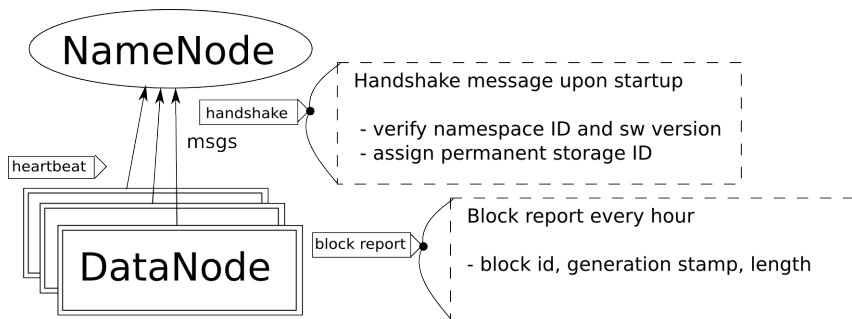 NameNode
Handshake message upon startup
handshake
- verify namespace ID and sw version
msgs
- assign permanent storage ID
heartbeat
Block report every hour
block report
DataNode
- block id, generation stamp, length